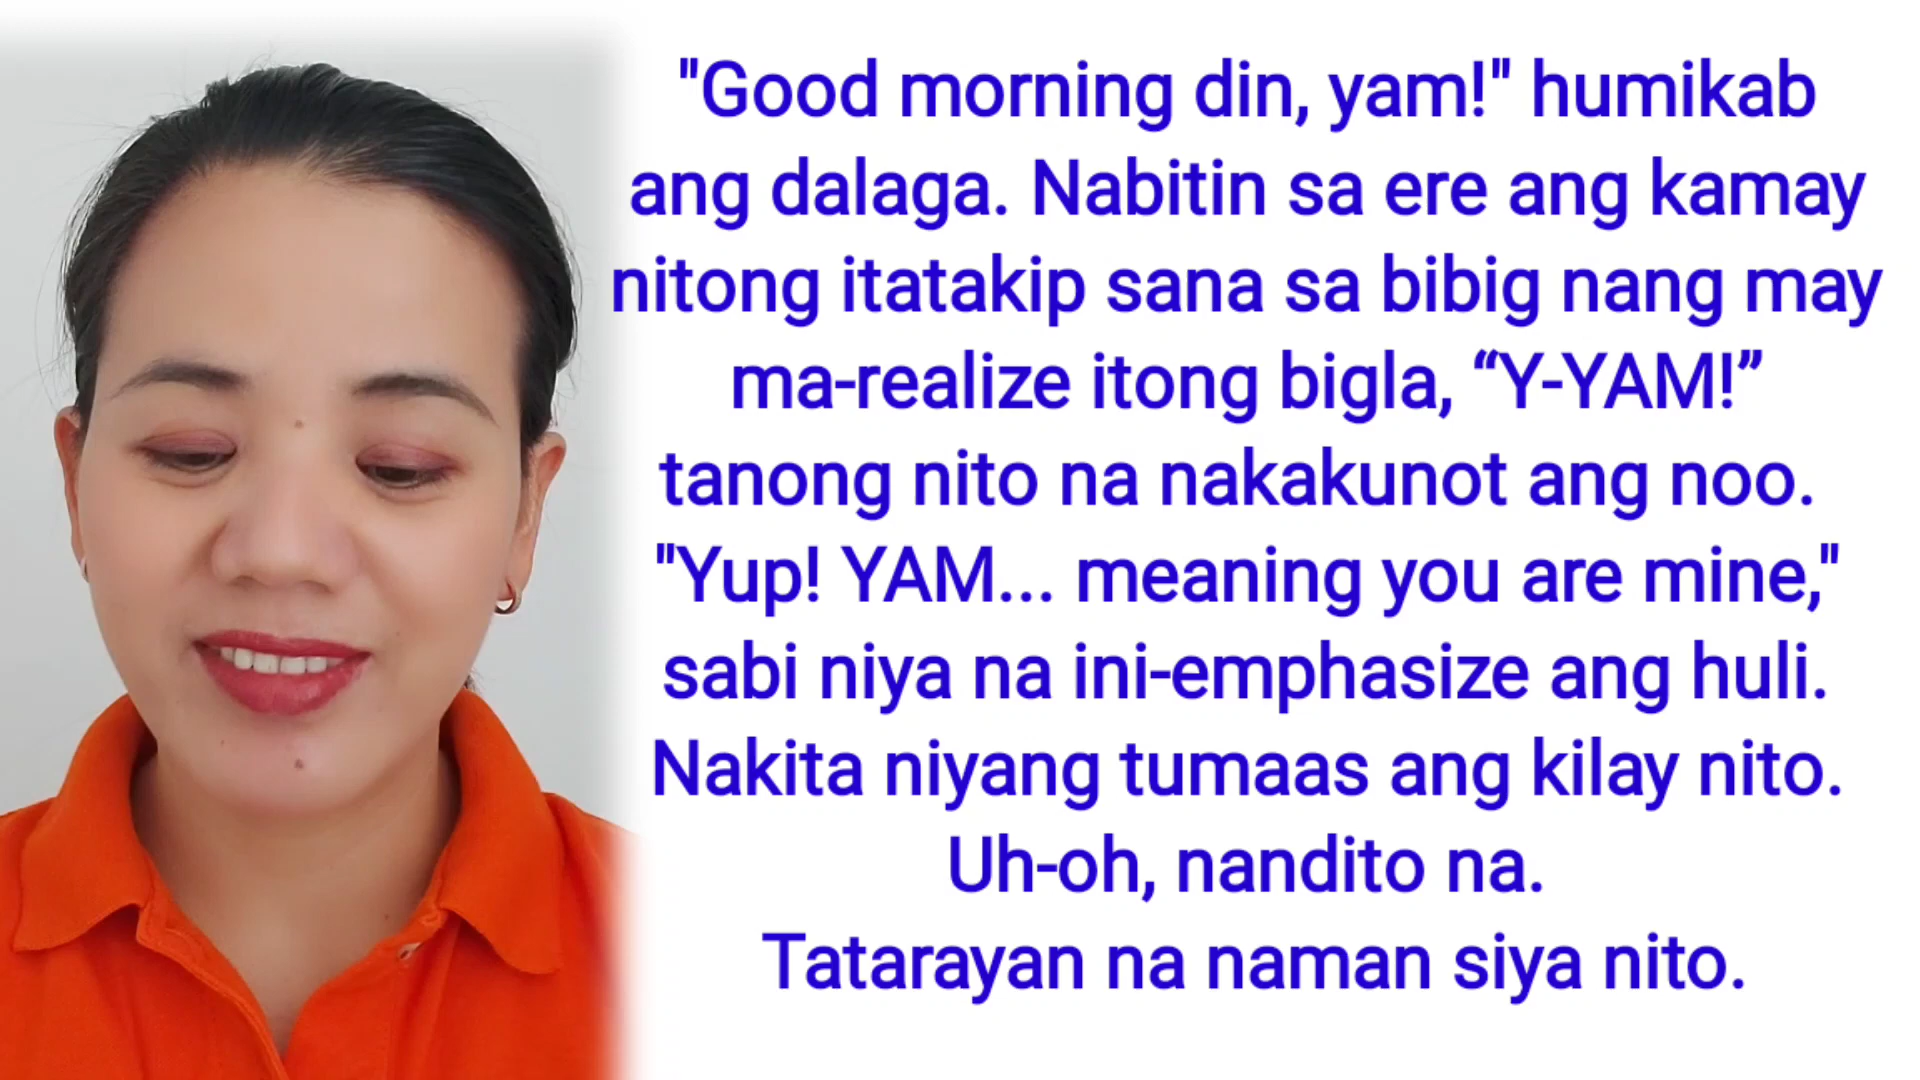 "Good morning din, yam!" humikab
ang dalaga. Nabitin sa ere ang kamay
nitong itatakip sana sa bibig nang may
ma-realize itong bigla, “Y-YAM!”
tanong nito na nakakunot ang noo.
"Yup! YAM... meaning you are mine,"
sabi niya na ini-emphasize ang huli.
Nakita niyang tumaas ang kilay nito.
Uh-oh, nandito na.
Tatarayan na naman siya nito.